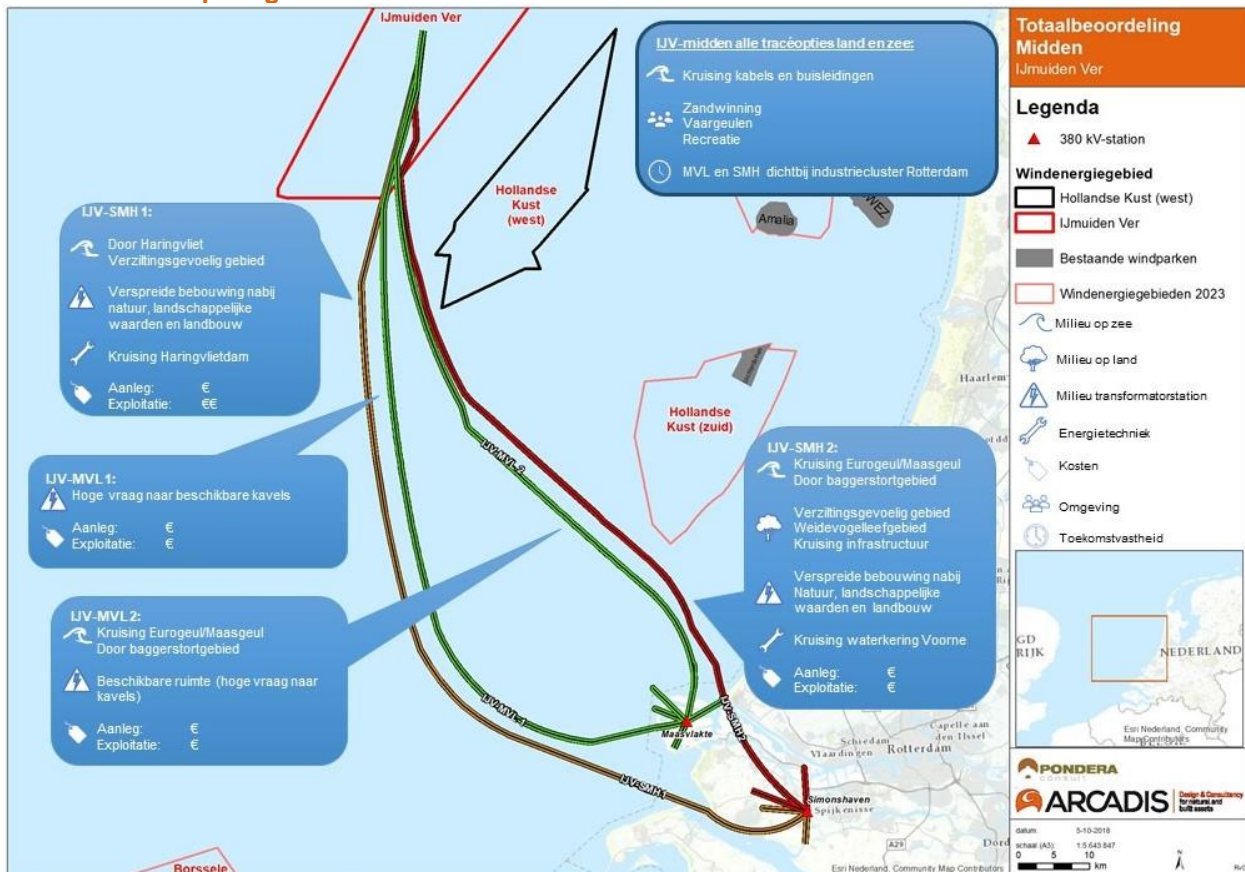 IJmuiden Ver
IJV-midden alle tracéopties land en zee:
Kruising kabels en buisleidingen
Zandwinning
Vaargeulen
Recreatie
MVL en SMH dichtbij industriecluster Rotterdam
Hollandse
Kust
(west)
Amalia
Hollandse
Kust (zuid)
IJV-SMH 1:
Door Haringvliet
Verziltingsgevoelig gebied
Verspreide bebouwing nabij
natuur, landschappelijke
waarden en landbouw
Kruising Haringvlietdam
Aanleg: €
Exploitatie: €€
IJV-MVL 1:
Hoge vraag naar beschikbare kavels
Aanleg: €
Exploitatie: €
IJV-MVL2:
Kruising Eurogeul/Maasgeul
Door baggerstortgebied
Beschikbare ruimte (hoge vraag naar
kavels)
Aanleg: €
Exploitatie: €
IJV-SMH 2:
Kruising Eurogeul/Maasgeul
Door baggerstortgebied
Verziltingsgevoelig gebied
Weidevogelleefgebied
Kruising infrastructuur
Verspreide bebouwing nabij
Natuur, landschappelijke
waarden en landbouw
Kruising waterkering Voorne
Aanleg: €
Exploitatie: €
IJV-MVL-2
IJV-MVL-1
IJV-SMH1
IJV-SMH2
Maasvlakte
Simonshaven
Spijkenisse
Schiedam
Vlaardingen
Rotterdam
Capelle aan
den IJssel
Haarlem
A29
Borssele
Esri Nederland, Community Map Contributors
Totaalbeoordeling
Midden
IJmuiden Ver
Legenda
380 kV-station
Windenergiegebied
Hollandse Kust (west)
IJmuiden Ver
Bestaande windparken
Windenergiegebieden 2023
Milieu op zee
Milieu op land
Milieu transformatorstation
Energietechniek
Kosten
Omgeving
Toekomstvastheid
GD
RIJK
NEDERLAND
Esri Nederland, Community
Map Contributors
PONDERA
consult
ARCADIS
Design & Consultancy
for natural and
built assets
datum: 5-10-2018
schaal (A3): 1:5 643.847
0 5 10
km
N